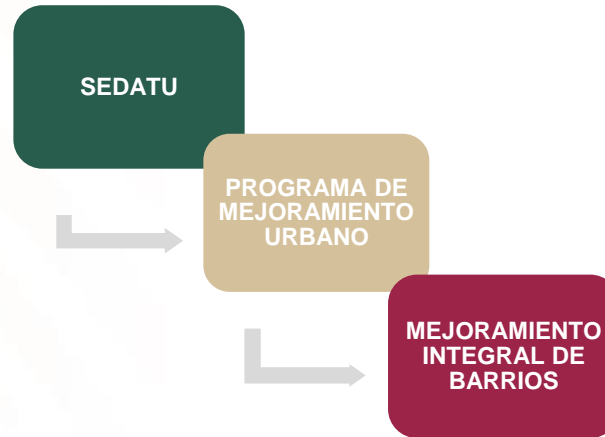 SEDATU
PROGRAMA DE
MEJORAMIENTO
URBANO
MEJORAMIENTO
INTEGRAL DE
BARRIOS